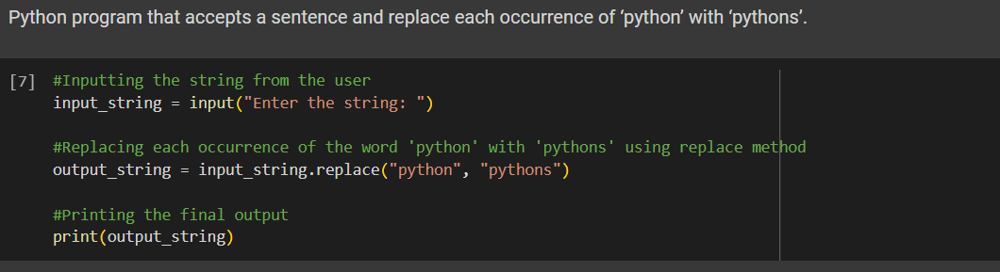 Python program that accepts a sentence and replace each occurrence of ‘python’ with ‘pythons’.
[7] #Inputting the string from the user
input_string = input("Enter the string: ")
#Replacing each occurrence of the word 'python' with 'pythons' using replace method
output_string = input_string.replace("python", "pythons")
#Printing the final output
print(output_string)